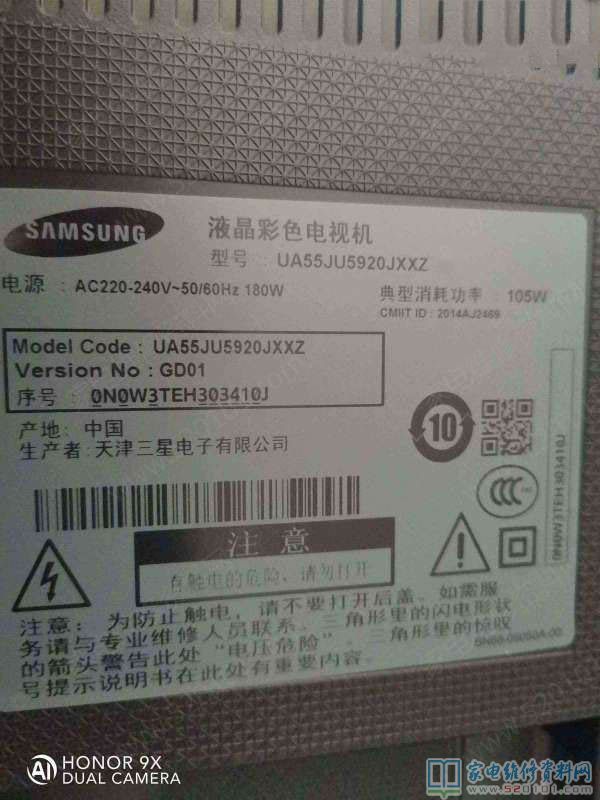 SAMSUNG
液晶彩色电视机
型号: UA55JU5920JXXZ
电源: AC220-240V~50/60Hz 180W
典型消耗功率: 105W
CMIIT ID: 2014AJ2469
Model Code: UA55JU5920JXXZ
Version No: GD01
序号: 0N0W3TEH303410J
产地: 中国
生产者:天津三星电子有限公司
10
0N0W3TEH303410J
注意
有触电的危险、请勿打开
注意: 为防止触电, 请不要打开后盖。如需服
务请与专业维修人员联系、三角形里的闪电形状
的箭头警告此处 "电压危险"。三角形里的惊叹
号提示说明书在此处有重要内容。
HONOR 9X
DUAL CAMERA
AI
家电维修资料网
www.520101.com